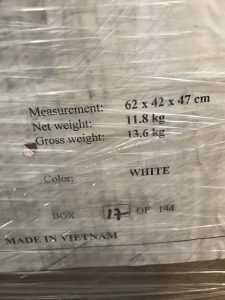 Measurement: 62 x 42 x 47 cm
Net weight: 11.8 kg
Gross weight: 13.6 kg
Color: WHITE
BOX 17 OF 144
MADE IN VIETNAM